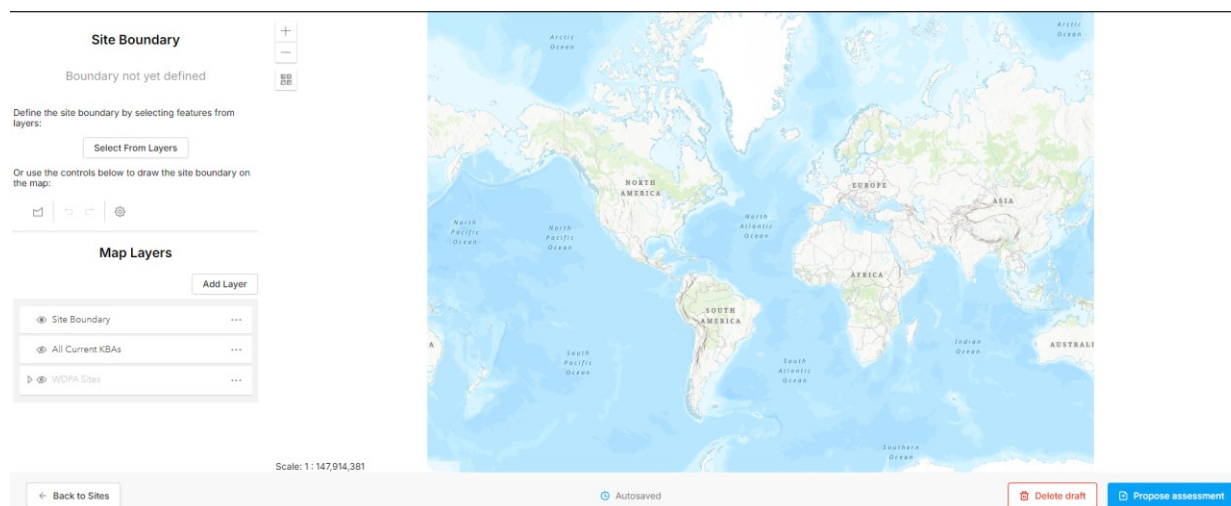 Site Boundary
Boundary not yet defined
Define the site boundary by selecting features from
layers:
Select From Layers
Or use the controls below to draw the site boundary on
the map:
Map Layers
Add Layer
Site Boundary
All Current KBAs
WDPA Sites
Arctic
Ocean
Arctic
Ocean
NORTH
AMERICA
EUROPE
ASIA
North
Pacific
Ocean
North
Pacific
Ocean
North
Atlantic
Ocean
AFRICA
SOUTH
AMERICA
A
South
Pacific
Ocean
South
Atlantic
Ocean
Indian
Ocean
AUSTRALI
Southern
Ocean
Scale: 1 : 147,914,381
Back to Sites
Autosaved
Delete draft
Propose assessment